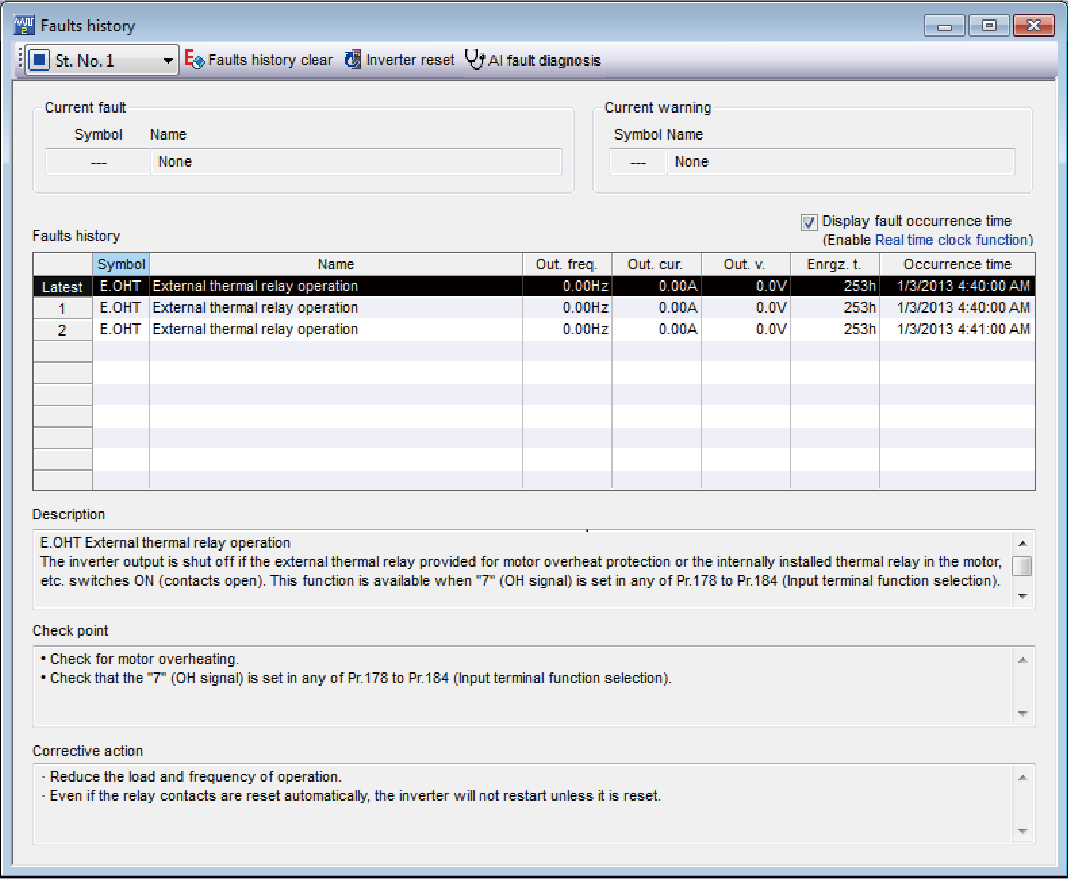 Faults history
St. No. 1 Faults history clear Inverter reset AI fault diagnosis
Current fault
Symbol Name
--- None
Current warning
Symbol Name
--- None
Display fault occurrence time
(Enable Real time clock function)
Faults history
Symbol Name Out. freq. Out. cur. Out. v. Enrgz. t. Occurrence time
Latest E.OHT External thermal relay operation 0.00Hz 0.00A 0.0V 253h 1/3/2013 4:40:00 AM
1 E.OHT External thermal relay operation 0.00Hz 0.00A 0.0V 253h 1/3/2013 4:40:00 AM
2 E.OHT External thermal relay operation 0.00Hz 0.00A 0.0V 253h 1/3/2013 4:41:00 AM
Description
E.OHT External thermal relay operation
The inverter output is shut off if the external thermal relay provided for motor overheat protection or the internally installed thermal relay in the motor,
etc. switches ON (contacts open). This function is available when "7" (OH signal) is set in any of Pr.178 to Pr.184 (Input terminal function selection).
Check point
• Check for motor overheating.
• Check that the "7" (OH signal) is set in any of Pr.178 to Pr.184 (Input terminal function selection).
Corrective action
- Reduce the load and frequency of operation.
- Even if the relay contacts are reset automatically, the inverter will not restart unless it is reset.